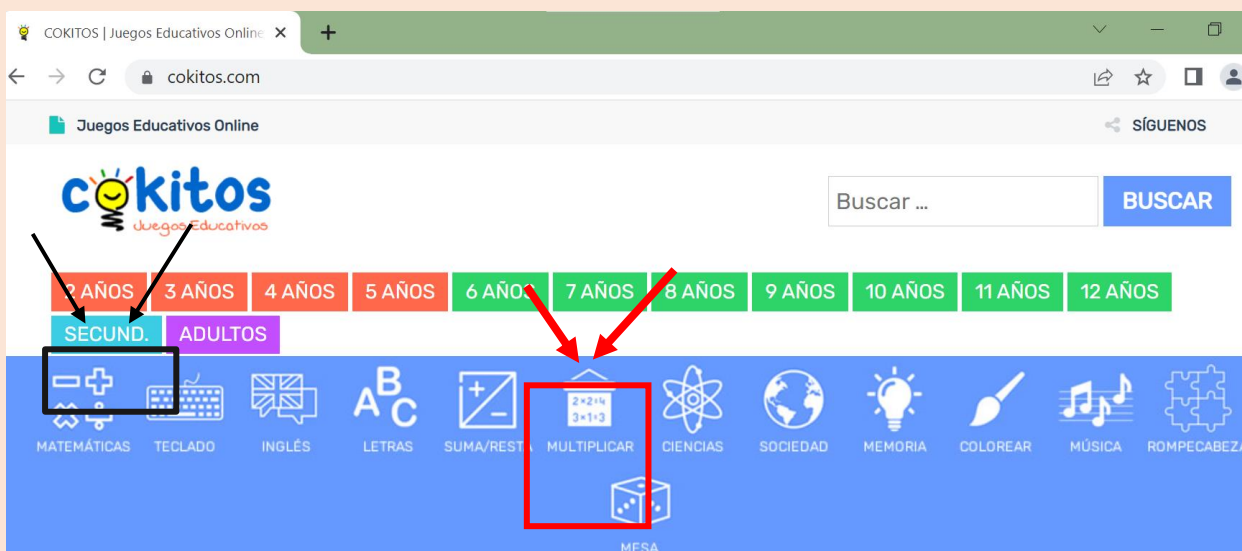 COKITOS | Juegos Educativos Online
cokitos.com
Juegos Educativos Online
SÍGUENOS
cokitos
Juegos Educativos
Buscar ...
BUSCAR
2 AÑOS 3 AÑOS 4 AÑOS 5 AÑOS 6 AÑOS 7 AÑOS 8 AÑOS 9 AÑOS 10 AÑOS 11 AÑOS 12 AÑOS
SECUND. ADULTOS
A B C
2×2=4
3×1=3
MATEMÁTICAS TECLADO INGLÉS LETRAS SUMA/RESTA MULTIPLICAR CIENCIAS SOCIEDAD MEMORIA COLOREAR MÚSICA ROMPECABEZA
MESA